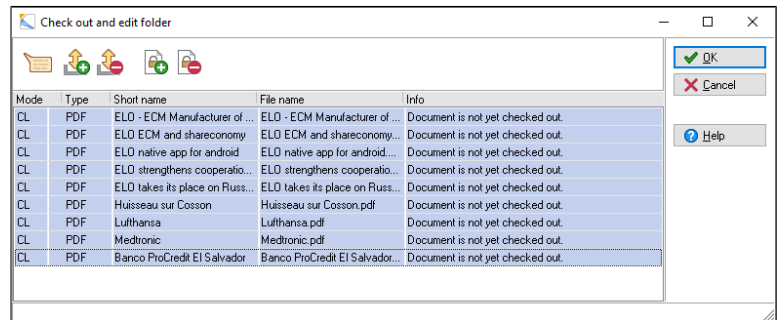 Check out and edit folder
OK
Cancel
Help
Mode Type Short name File name Info
CL PDF ELO - ECM Manufacturer of ... ELO - ECM Manufacturer of ... Document is not yet checked out.
CL PDF ELO ECM and shareconomy ELO ECM and shareconomy... Document is not yet checked out.
CL PDF ELO native app for android ELO native app for android.... Document is not yet checked out.
CL PDF ELO strengthens cooperatio... ELO strengthens cooperatio... Document is not yet checked out.
CL PDF ELO takes its place on Russ... ELO takes its place on Russ... Document is not yet checked out.
CL PDF Huisseau sur Cosson Huisseau sur Cosson.pdf Document is not yet checked out.
CL PDF Lufthansa Lufthansa.pdf Document is not yet checked out.
CL PDF Medtronic Medtronic.pdf Document is not yet checked out.
CL PDF Banco ProCredit El Salvador Banco ProCredit El Salvador... Document is not yet checked out.